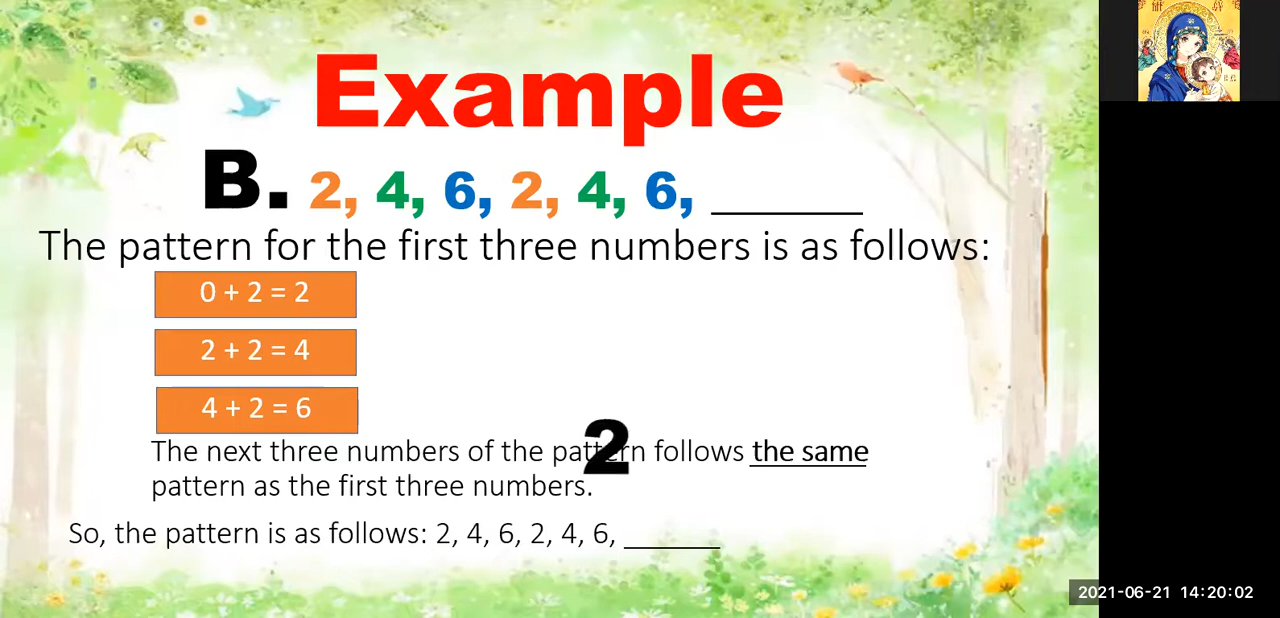 Example
B. 2, 4, 6, 2, 4, 6, ______
The pattern for the first three numbers is as follows:
0 + 2 = 2
2 + 2 = 4
4 + 2 = 6
2
The next three numbers of the pattern follows the same
pattern as the first three numbers.
So, the pattern is as follows: 2, 4, 6, 2, 4, 6, ______
2021-06-21 14:20:02